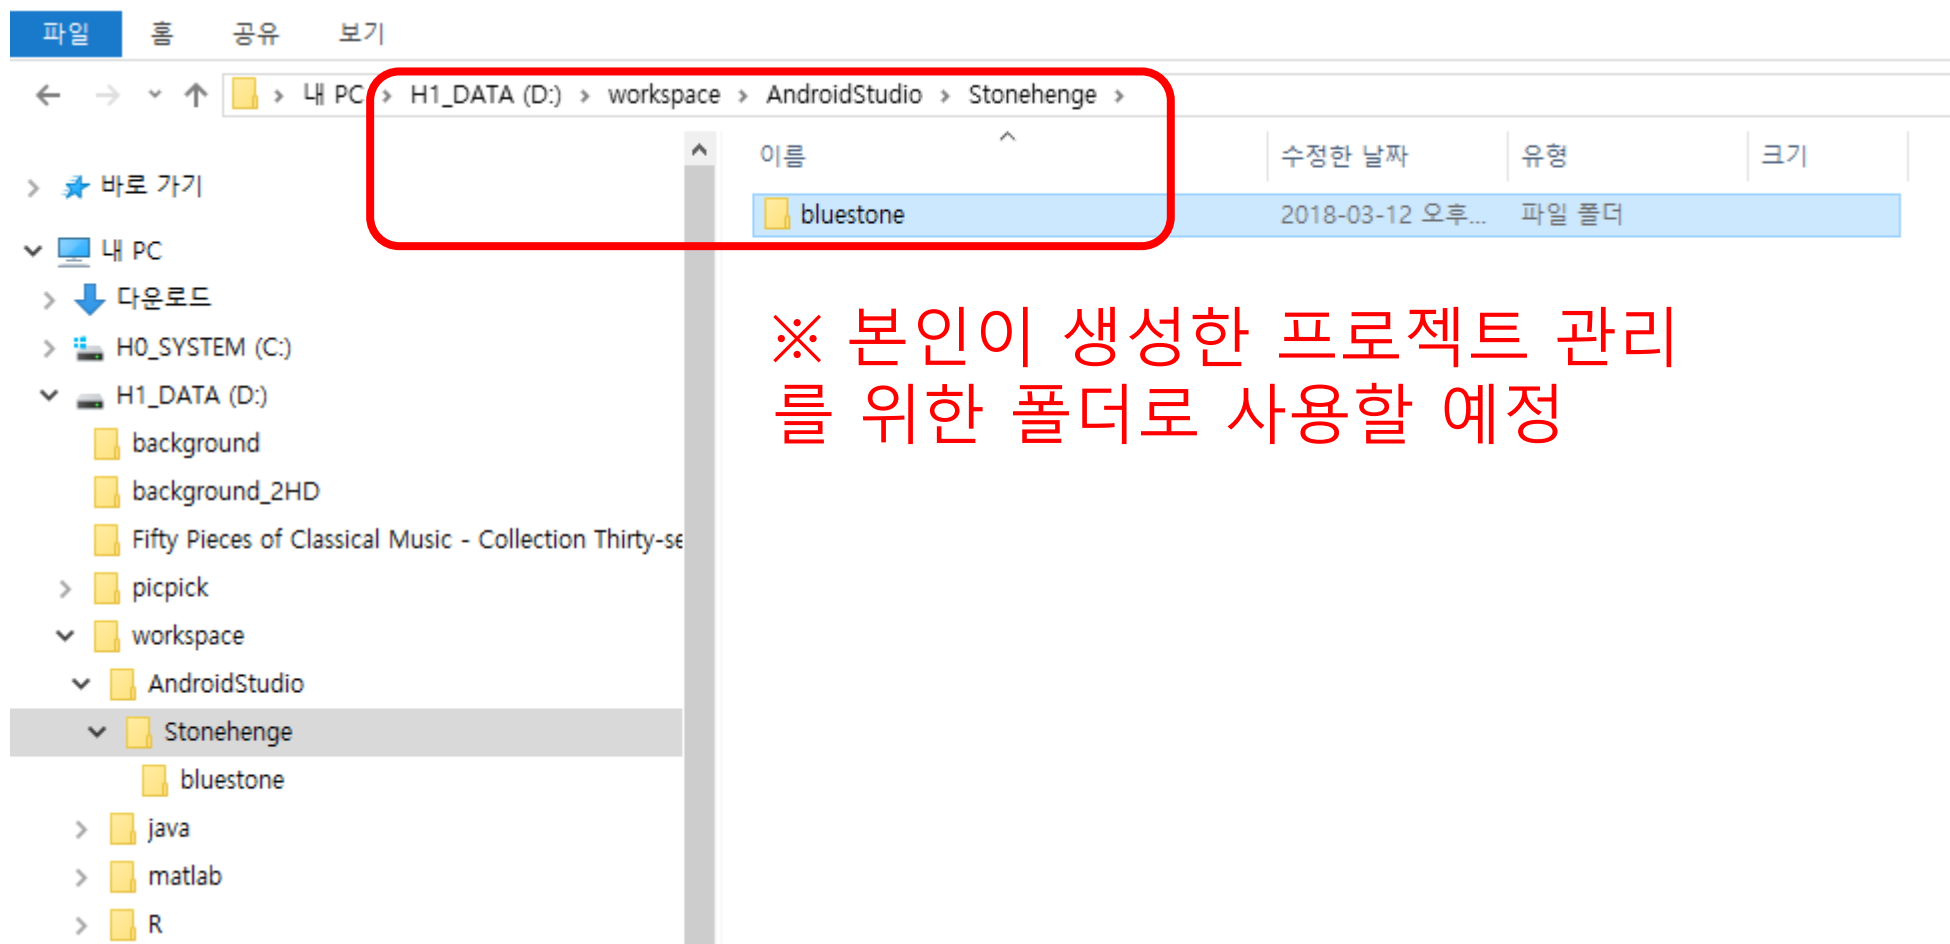 파일 홈 공유 보기
내 PC > H1_DATA (D:) > workspace > AndroidStudio > Stonehenge >
이름 수정한 날짜 유형 크기
bluestone 2018-03-12 오후... 파일 폴더
바로 가기
내 PC
다운로드
H0_SYSTEM (C:)
H1_DATA (D:)
background
background_2HD
Fifty Pieces of Classical Music - Collection Thirty-se
picpick
workspace
AndroidStudio
Stonehenge
bluestone
java
matlab
R
※ 본인이 생성한 프로젝트 관리
를 위한 폴더로 사용할 예정